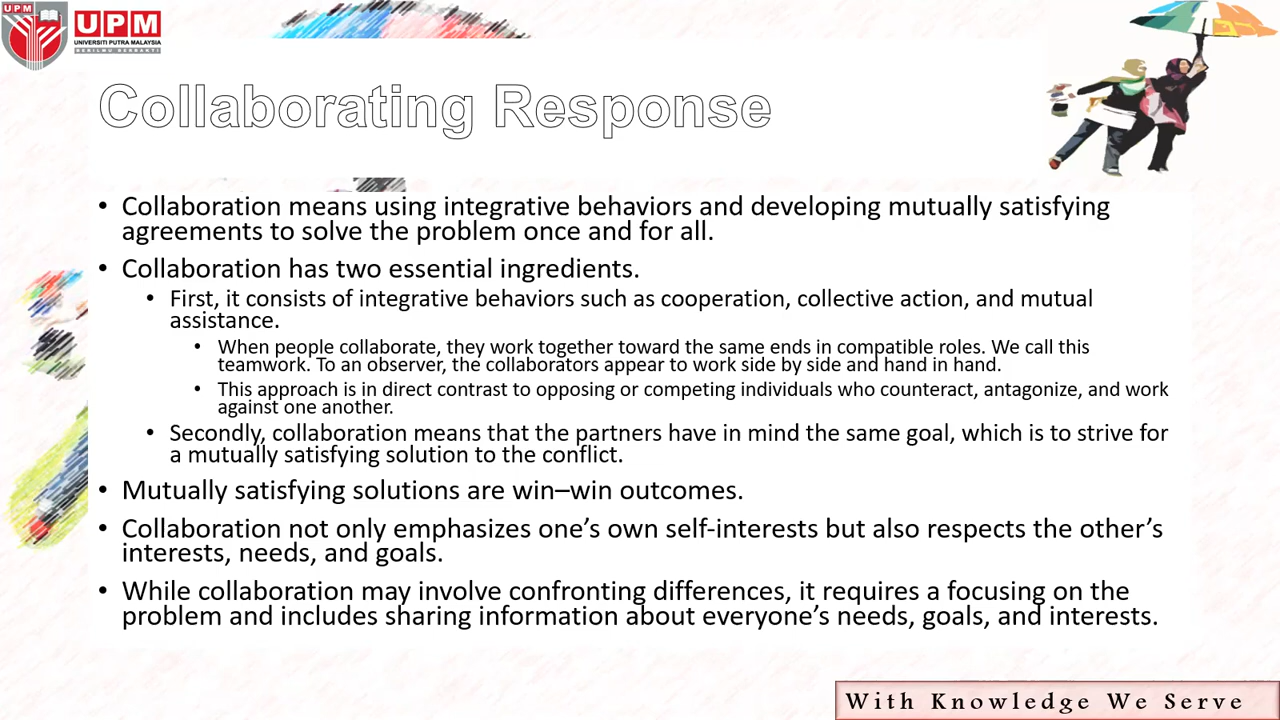 UPM
UPM
UNIVERSITI PUTRA MALAYSIA
BERILMU BERBAKTI
Collaborating Response
• Collaboration means using integrative behaviors and developing mutually satisfying
agreements to solve the problem once and for all.
• Collaboration has two essential ingredients.
• First, it consists of integrative behaviors such as cooperation, collective action, and mutual
assistance.
• When people collaborate, they work together toward the same ends in compatible roles. We call this
teamwork. To an observer, the collaborators appear to work side by side and hand in hand.
• This approach is in direct contrast to opposing or competing individuals who counteract, antagonize, and work
against one another.
• Secondly, collaboration means that the partners have in mind the same goal, which is to strive for
a mutually satisfying solution to the conflict.
• Mutually satisfying solutions are win–win outcomes.
• Collaboration not only emphasizes one’s own self-interests but also respects the other’s
interests, needs, and goals.
• While collaboration may involve confronting differences, it requires a focusing on the
problem and includes sharing information about everyone’s needs, goals, and interests.
With Knowledge We Serve